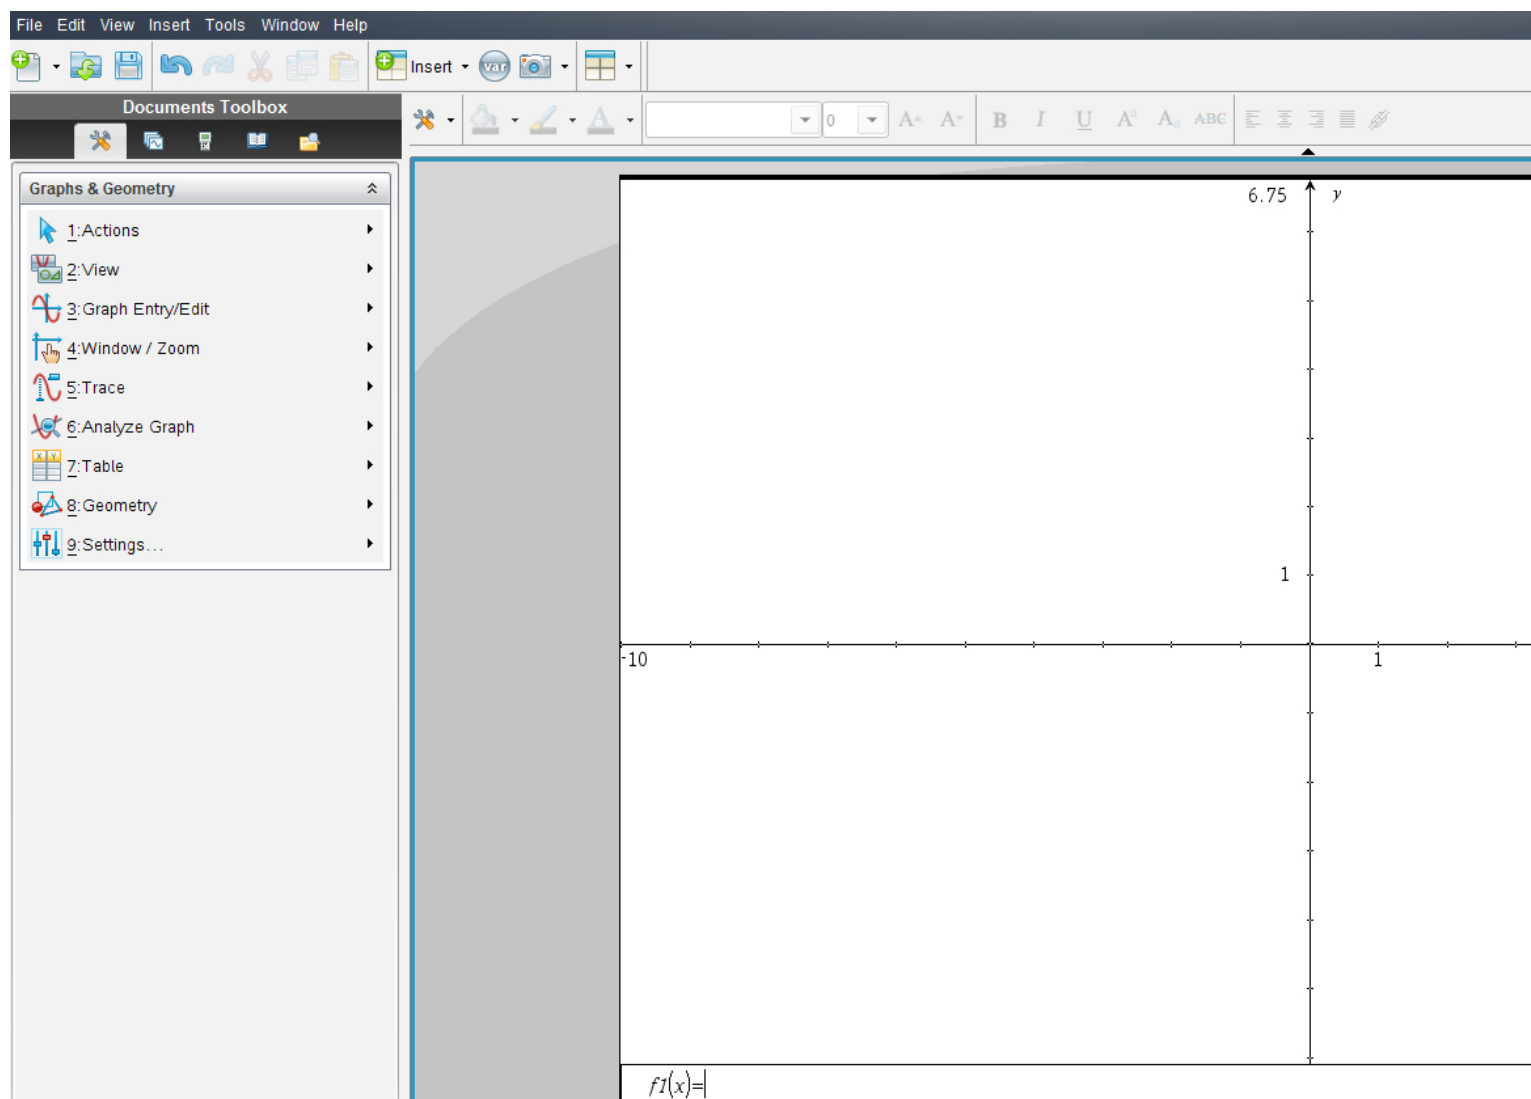 File Edit View Insert Tools Window Help
Insert var
Documents Toolbox
0 A A B I U Aª Aₐ ABC
Graphs & Geometry
1:Actions
2:View
3:Graph Entry/Edit
4:Window / Zoom
5:Trace
6:Analyze Graph
X Y
7:Table
8:Geometry
9:Settings...
6.75 y
1
-10 1
f1(x)=